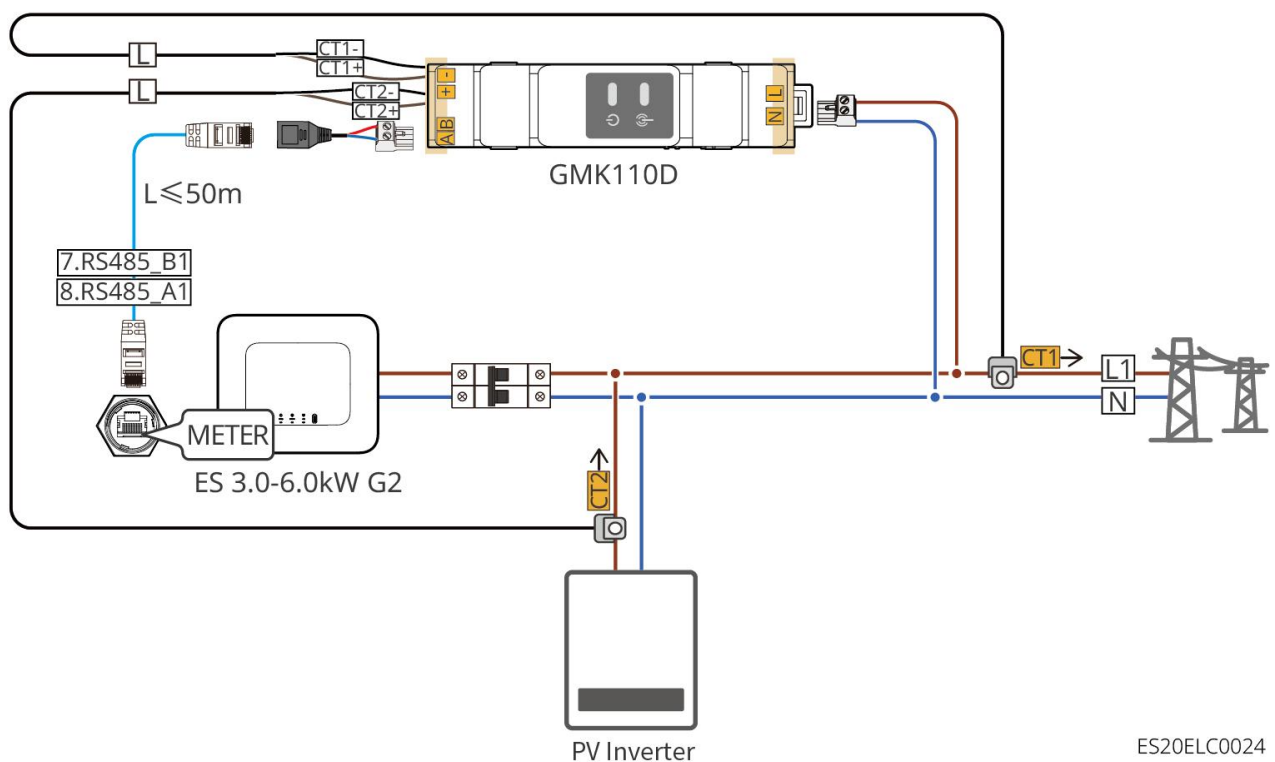 L
CT1-
CT1+
L
CT2-
CT2+
-
+
A B
L
N
GMK110D
L≤50m
7.RS485_B1
8.RS485_A1
METER
ES 3.0-6.0kW G2
CT1
L1
N
CT2
PV Inverter
ES20ELC0024